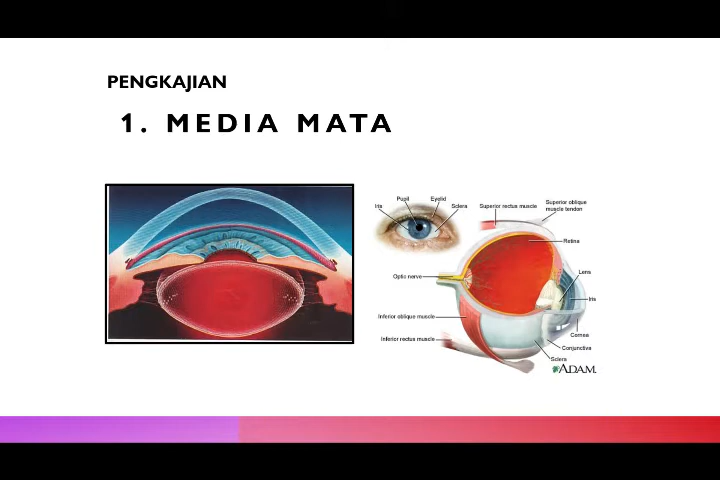 PENGKAJIAN
1. MEDIA MATA
Iris
Pupil
Eyelid
Sclera
Superior rectus muscle
Superior oblique
muscle tendon
Retina
Lens
Optic nerve
Iris
Inferior oblique muscle
Cornea
Inferior rectus muscle
Conjunctiva
Sclera
ADAM.